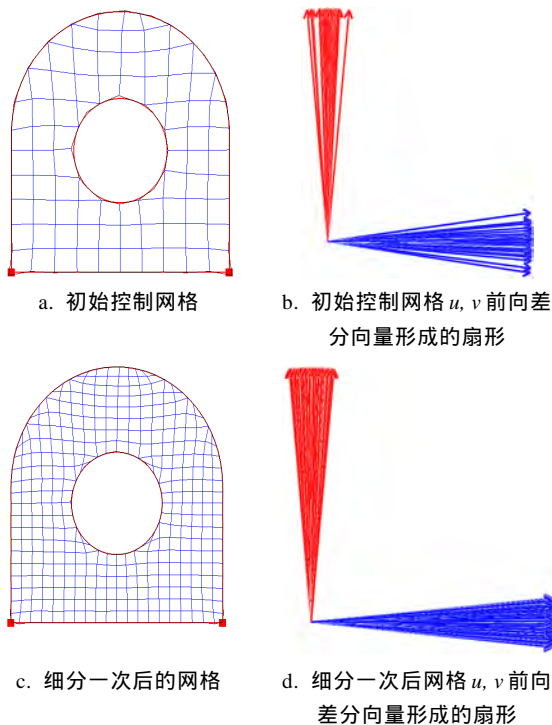 a. 初始控制网格
b. 初始控制网格 u, v 前向差
分向量形成的扇形
c. 细分一次后的网格
d. 细分一次后网格 u, v 前向
差分向量形成的扇形